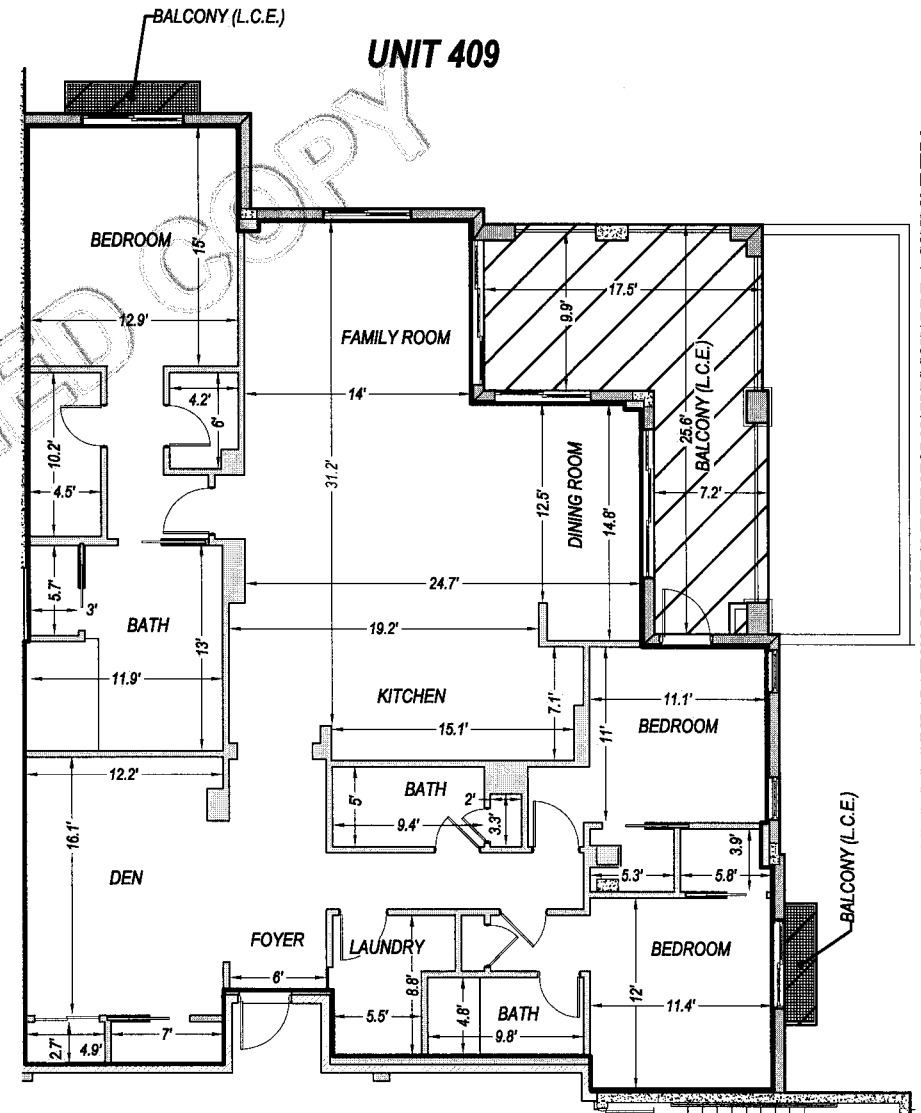 BALCONY (L.C.E.)
UNIT 409
COPY
BEDROOM
15'
12.9'
FAMILY ROOM
14'
31.2'
17.5'
9.9'
BALCONY (L.C.E.)
25.6'
7.2'
4.2'
6'
10.2'
4.5'
DINING ROOM
12.5'
14.8'
24.7'
19.2'
5.7'
3'
BATH
13'
11.9'
KITCHEN
7.1'
15.1'
11.1'
BEDROOM
11'
12.2'
16.1'
DEN
BATH
5'
9.4'
2'
3.3'
5.3'
3.9'
5.8'
BALCONY (L.C.E.)
FOYER
6'
LAUNDRY
8.8'
5.5'
BEDROOM
12'
11.4'
BATH
4.8'
9.8'
2.7'
4.9'
7'